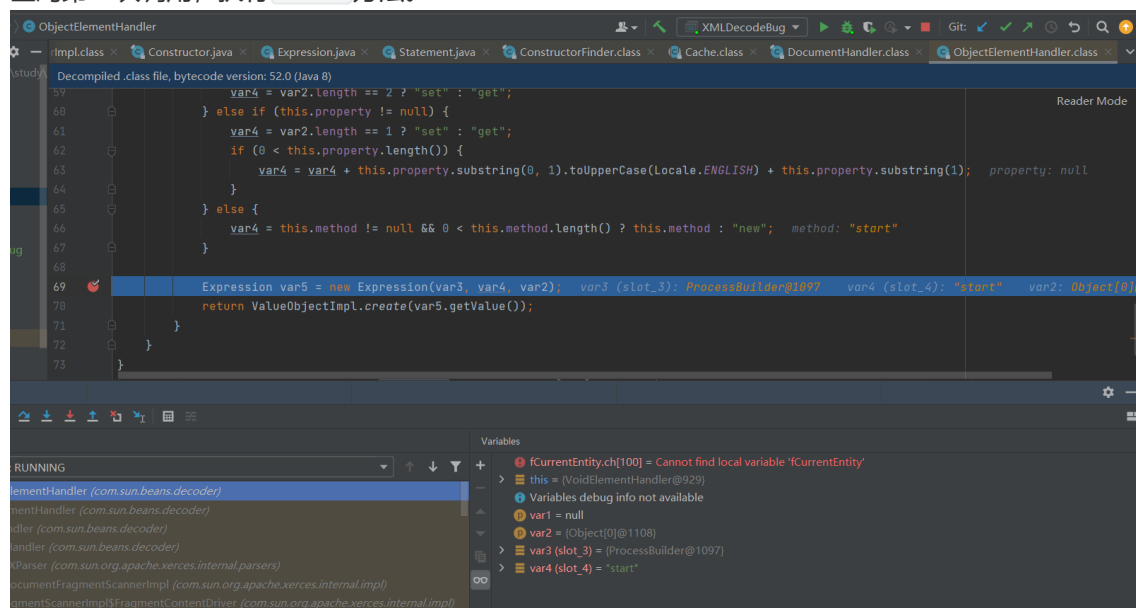 ObjectElementHandler
XMLDecodeBug
Git:
rImpl.class
Constructor.java
Expression.java
Statement.java
ConstructorFinder.class
Cache.class
DocumentHandler.class
ObjectElementHandler.class
\study\
Decompiled .class file, bytecode version: 52.0 (Java 8)
Reader Mode
59 var4 = var2.length == 2 ? "set" : "get";
60 } else if (this.property != null) {
61 var4 = var2.length == 1 ? "set" : "get";
62 if (0 < this.property.length()) {
63 var4 = var4 + this.property.substring(0, 1).toUpperCase(Locale.ENGLISH) + this.property.substring(1); property: null
64 }
65 } else {
66 var4 = this.method != null && 0 < this.method.length() ? this.method : "new"; method: "start"
ug
67 }
68
69 Expression var5 = new Expression(var3, var4, var2); var3 (slot_3): ProcessBuilder@1097 var4 (slot_4): "start" var2: Object[0]
70 return ValueObjectImpl.create(var5.getValue());
71 }
72 }
73 }
Variables
: RUNNING
fCurrentEntity.ch[100] = Cannot find local variable 'fCurrentEntity'
lementHandler (com.sun.beans.decoder)
this = {VoidElementHandler@929}
Variables debug info not available
mentHandler (com.sun.beans.decoder)
var1 = null
ndler (com.sun.beans.decoder)
var2 = {Object[0]@1108}
Handler (com.sun.beans.decoder)
var3 (slot_3) = {ProcessBuilder@1097}
XParser (com.sun.org.apache.xerces.internal.parsers)
var4 (slot_4) = "start"
ocumentFragmentScannerImpl (com.sun.org.apache.xerces.internal.impl)
gmentScannerImpl$FragmentContentDriver (com.sun.org.apache.xerces.internal.impl)